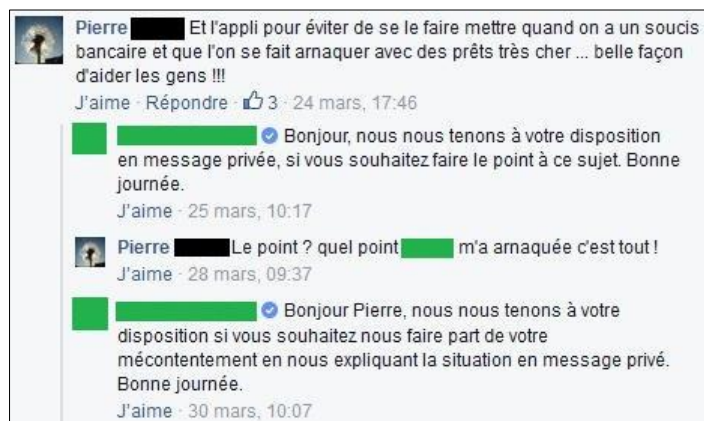 Pierre Et l'appli pour éviter de se le faire mettre quand on a un soucis
bancaire et que l'on se fait arnaquer avec des prêts très cher ... belle façon
d'aider les gens !!!
J'aime · Répondre · 3 · 24 mars, 17:46
Bonjour, nous nous tenons à votre disposition
en message privée, si vous souhaitez faire le point à ce sujet. Bonne
journée.
J'aime · 25 mars, 10:17
Pierre Le point ? quel point m'a arnaquée c'est tout !
J'aime · 28 mars, 09:37
Bonjour Pierre, nous nous tenons à votre
disposition si vous souhaitez nous faire part de votre
mécontentement en nous expliquant la situation en message privé.
Bonne journée.
J'aime · 30 mars, 10:07